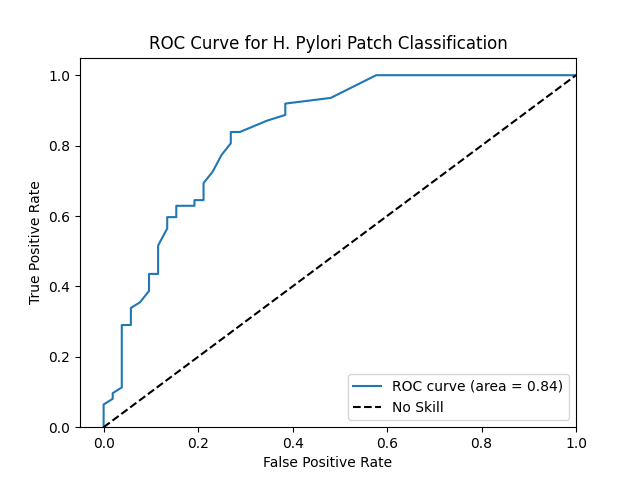 ROC Curve for H. Pylori Patch Classification
True Positive Rate
1.0
0.8
0.6
0.4
0.2
0.0
0.0 0.2 0.4 0.6 0.8 1.0
False Positive Rate
ROC curve (area = 0.84)
No Skill